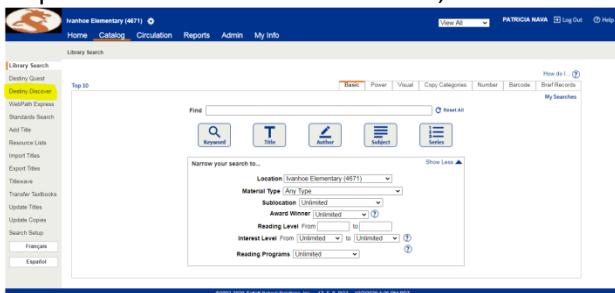 Ivanhoe Elementary (4671)
View All
PATRICIA NAVA
Log Out
Help
Home Catalog Circulation Reports Admin My Info
Library Search
Library Search
Destiny Quest
Destiny Discover
WebPath Express
Standards Search
Add Title
Resource Lists
Import Titles
Export Titles
Titlewave
Transfer Textbooks
Update Titles
Update Copies
Search Setup
Français
Español
How do I... ?
Top 10
Basic Power Visual Copy Categories Number Barcode Brief Records
My Searches
Find
Reset All
Keyword Title Author Subject Series
Narrow your search to...
Show Less
Location Ivanhoe Elementary (4671)
Material Type Any Type
Sublocation Unlimited
Award Winner Unlimited ?
Reading Level From to
Interest Level From Unlimited to Unlimited ?
Reading Programs Unlimited ?